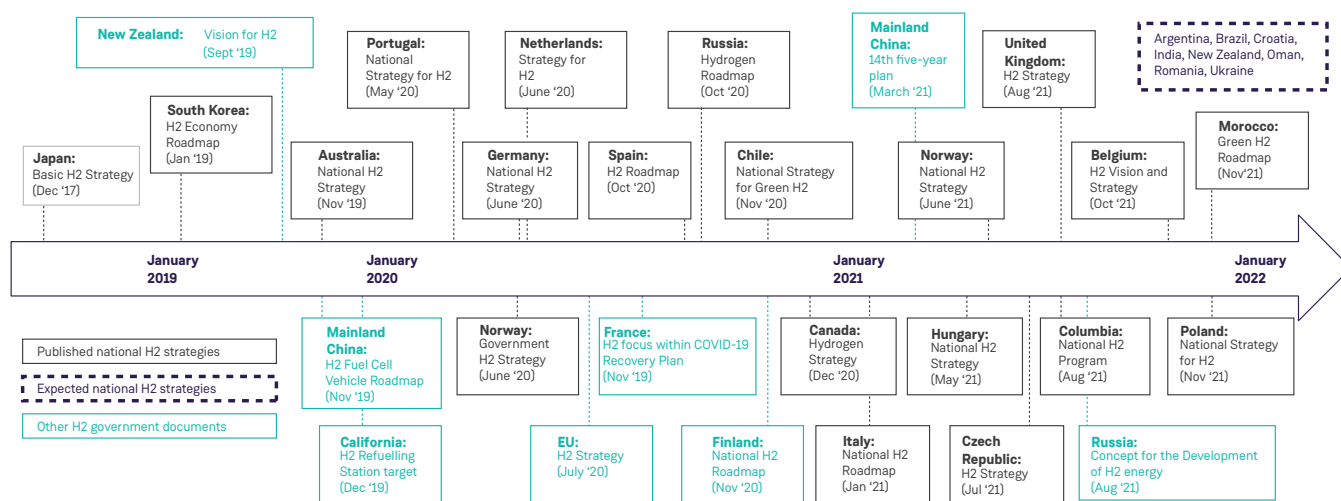 New Zealand: Vision for H2
(Sept ‘19)
Portugal:
National
Strategy for H2
(May ‘20)
Netherlands:
Strategy for
H2
(June ‘20)
Russia:
Hydrogen
Roadmap
(Oct ‘20)
Mainland
China:
14th five-year
plan
(March ‘21)
United
Kingdom:
H2 Strategy
(Aug ‘21)
Argentina, Brazil, Croatia,
India, New Zealand, Oman,
Romania, Ukraine
South Korea:
H2 Economy
Roadmap
(Jan ‘19)
Morocco:
Green H2
Roadmap
(Nov'21)
Japan:
Basic H2 Strategy
(Dec ‘17)
Australia:
National H2
Strategy
(Nov ‘19)
Germany:
National H2
Strategy
(June ‘20)
Spain:
H2 Roadmap
(Oct ‘20)
Chile:
National Strategy
for Green H2
(Nov ‘20)
Norway:
National H2
Strategy
(June ‘21)
Belgium:
H2 Vision and
Strategy
(Oct ‘21)
January
2019
January
2020
January
2021
January
2022
Mainland
China:
H2 Fuel Cell
Vehicle Roadmap
(Nov ‘19)
Norway:
Government
H2 Strategy
(June ‘20)
France:
H2 focus within COVID-19
Recovery Plan
(Nov ‘19)
Canada:
Hydrogen
Strategy
(Dec ‘20)
Hungary:
National H2
Strategy
(May ‘21)
Columbia:
National H2
Program
(Aug ‘21)
Poland:
National Strategy
for H2
(Nov ‘21)
Published national H2 strategies
Expected national H2 strategies
Other H2 government documents
California:
H2 Refuelling
Station target
(Dec ‘19)
EU:
H2 Strategy
(July ‘20)
Finland:
National H2
Roadmap
(Nov ‘20)
Italy:
National H2
Roadmap
(Jan ‘21)
Czech
Republic:
H2 Strategy
(Jul ‘21)
Russia:
Concept for the Development
of H2 energy
(Aug ‘21)